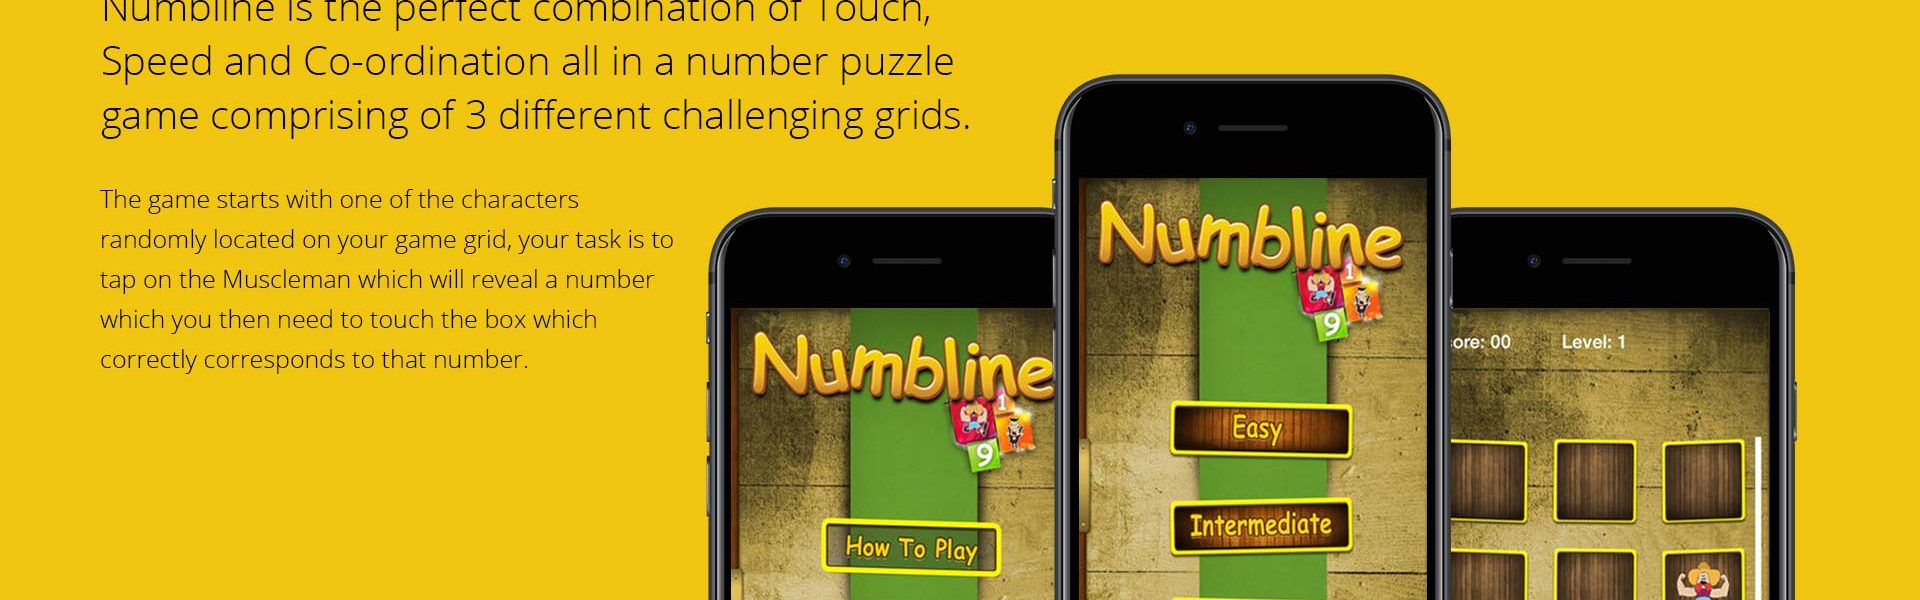 Numbline is the perfect combination of Touch,
Speed and Co-ordination all in a number puzzle
game comprising of 3 different challenging grids.
The game starts with one of the characters
randomly located on your game grid, your task is to
tap on the Muscleman which will reveal a number
which you then need to touch the box which
correctly corresponds to that number.
Numbline
1
9
How To Play
Numbline
1
9
Easy
Intermediate
ore: 00 Level: 1